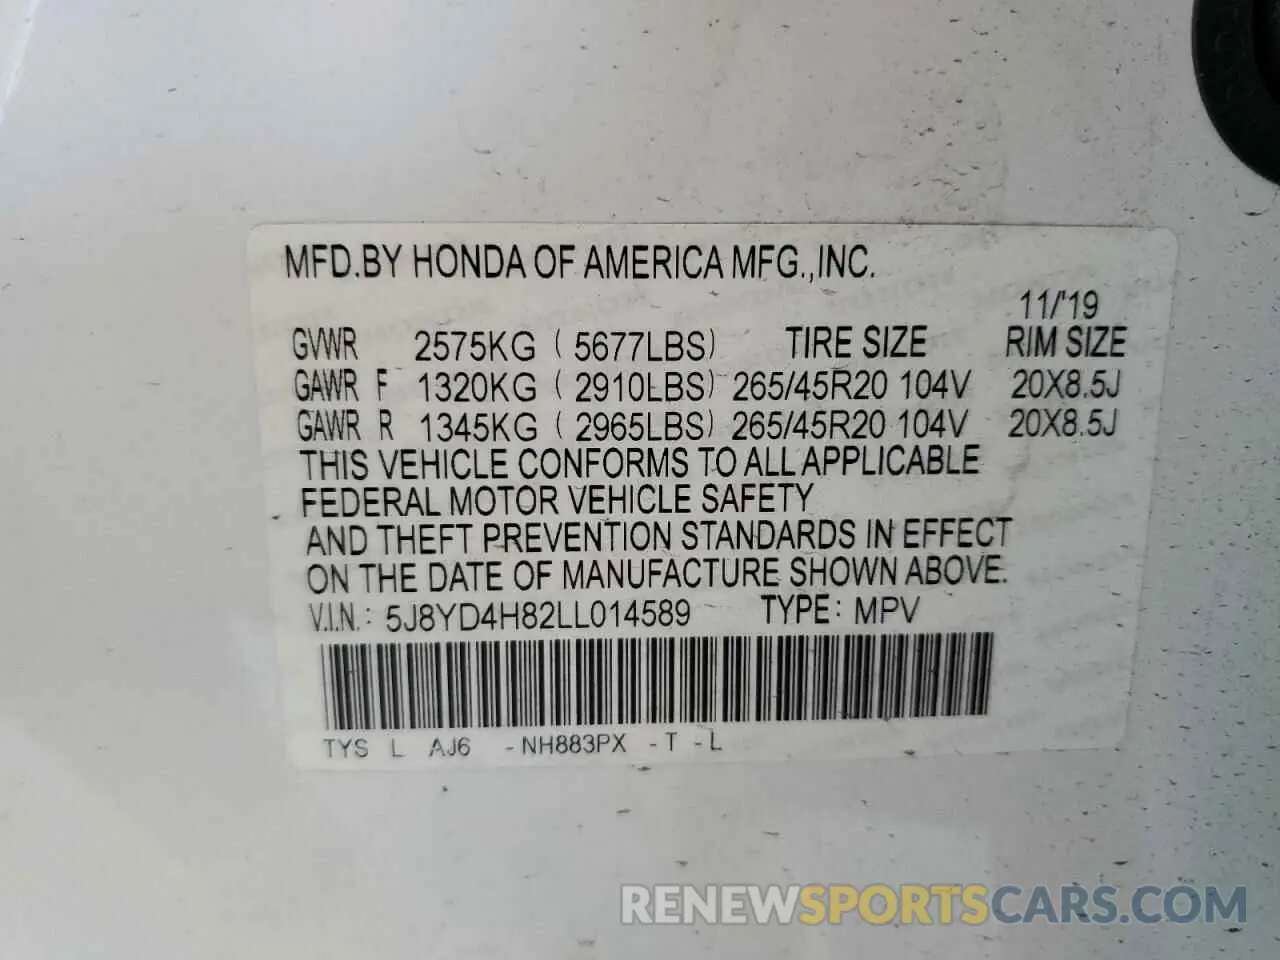 MFD.BY HONDA OF AMERICA MFG.,INC.
11/'19
GVWR 2575KG ( 5677LBS) TIRE SIZE RIM SIZE
GAWR F 1320KG ( 2910LBS) 265/45R20 104V 20X8.5J
GAWR R 1345KG ( 2965LBS) 265/45R20 104V 20X8.5J
THIS VEHICLE CONFORMS TO ALL APPLICABLE
FEDERAL MOTOR VEHICLE SAFETY
AND THEFT PREVENTION STANDARDS IN EFFECT
ON THE DATE OF MANUFACTURE SHOWN ABOVE.
V.I.N.: 5J8YD4H82LL014589 TYPE: MPV
TYS L AJ6 -NH883PX -T -L
RENEWSPORTSCARS.COM